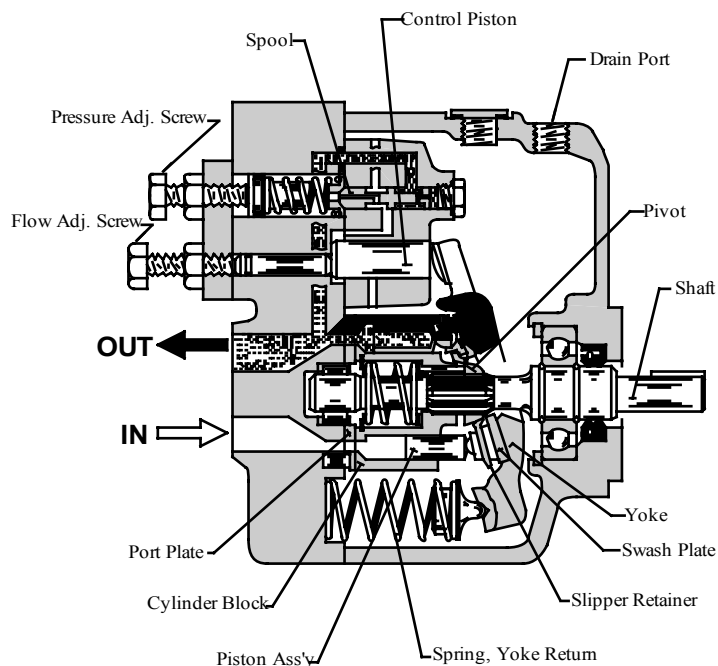 Control Piston
Spool
Drain Port
Pressure Adj. Screw
Flow Adj. Screw
Pivot
Shaft
OUT
IN
Yoke
Port Plate
Swash Plate
Cylinder Block
Slipper Retainer
Piston Ass'y
Spring, Yoke Return